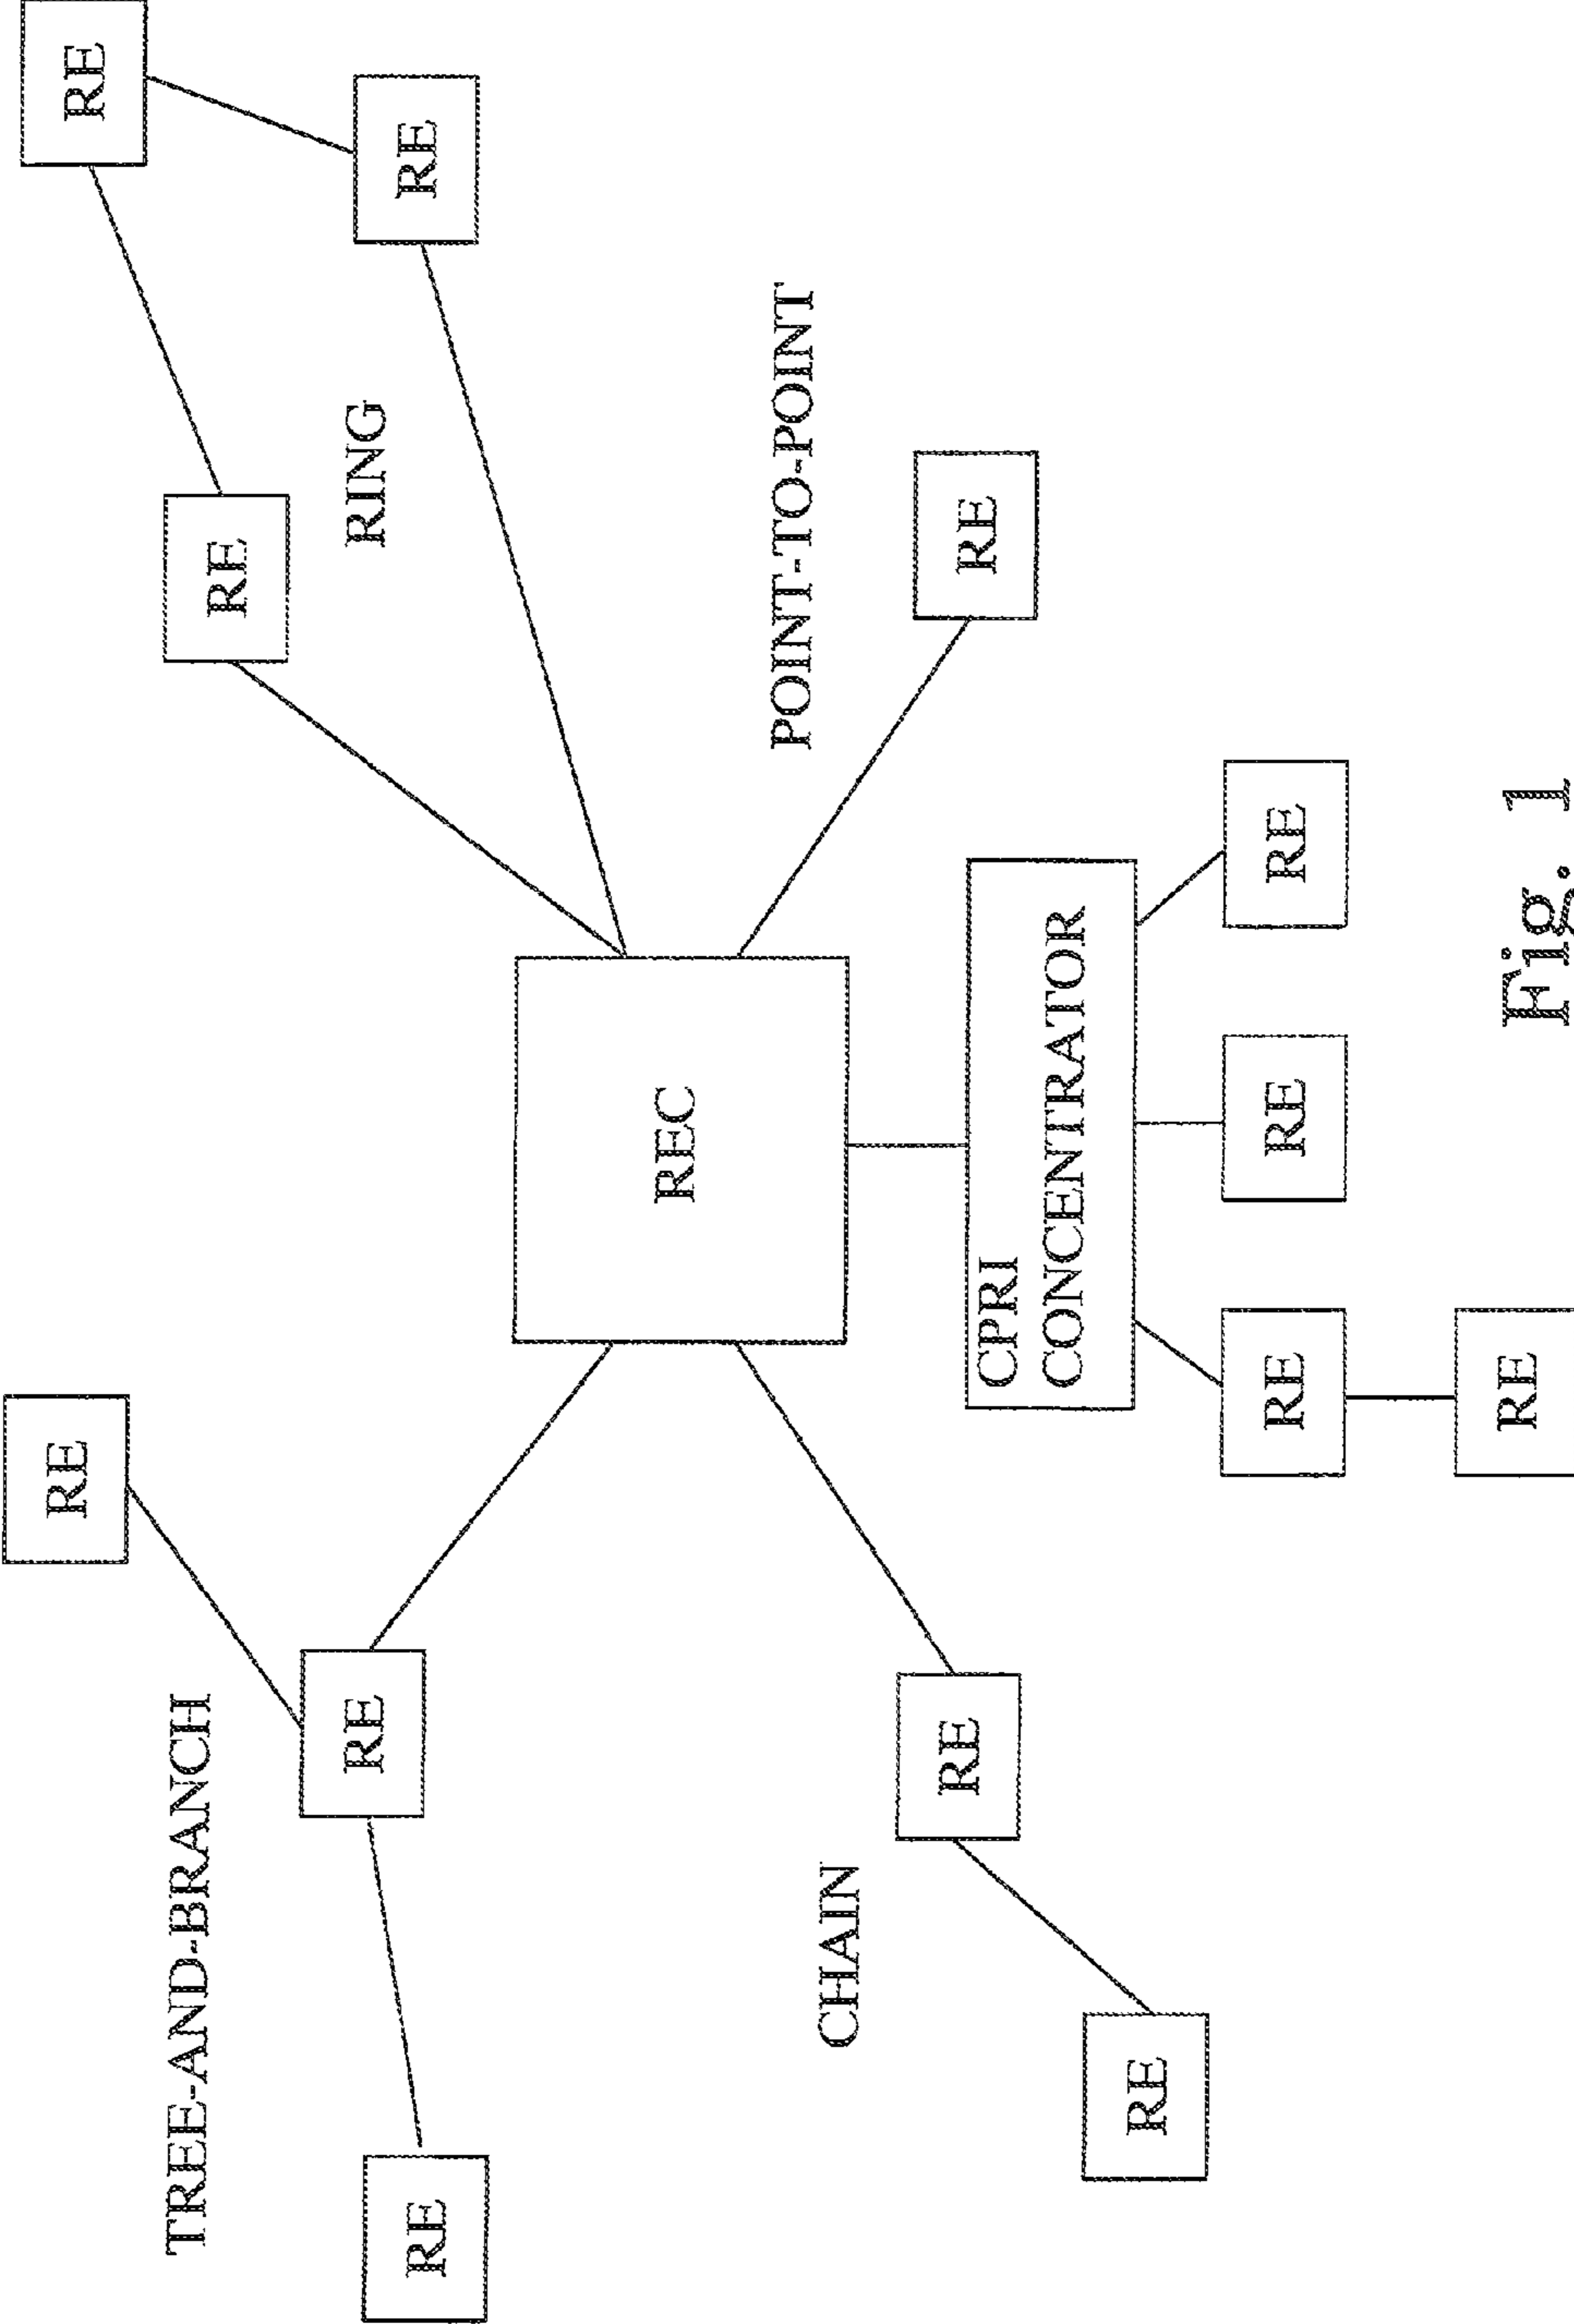 RE
RE
TREE-AND-BRANCH
RE
RE
RING
RE
RE
REC
POINT-TO-POINT
CHAIN
RE
RE
CPRI
CONCENTRATOR
RE
RE
RE
RE
RE
Fig. 1